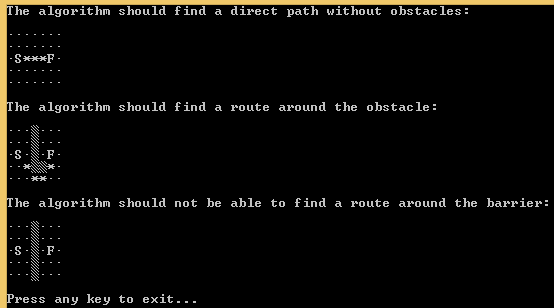 The algorithm should find a direct path without obstacles:
·······
·······
·S***F·
·······
·······
The algorithm should find a route around the obstacle:
···▒···
···▒···
·S·▒·F·
··*▒▒*·
···**··
The algorithm should not be able to find a route around the barrier:
···▒···
···▒···
·S·▒·F·
···▒···
···▒···
Press any key to exit...